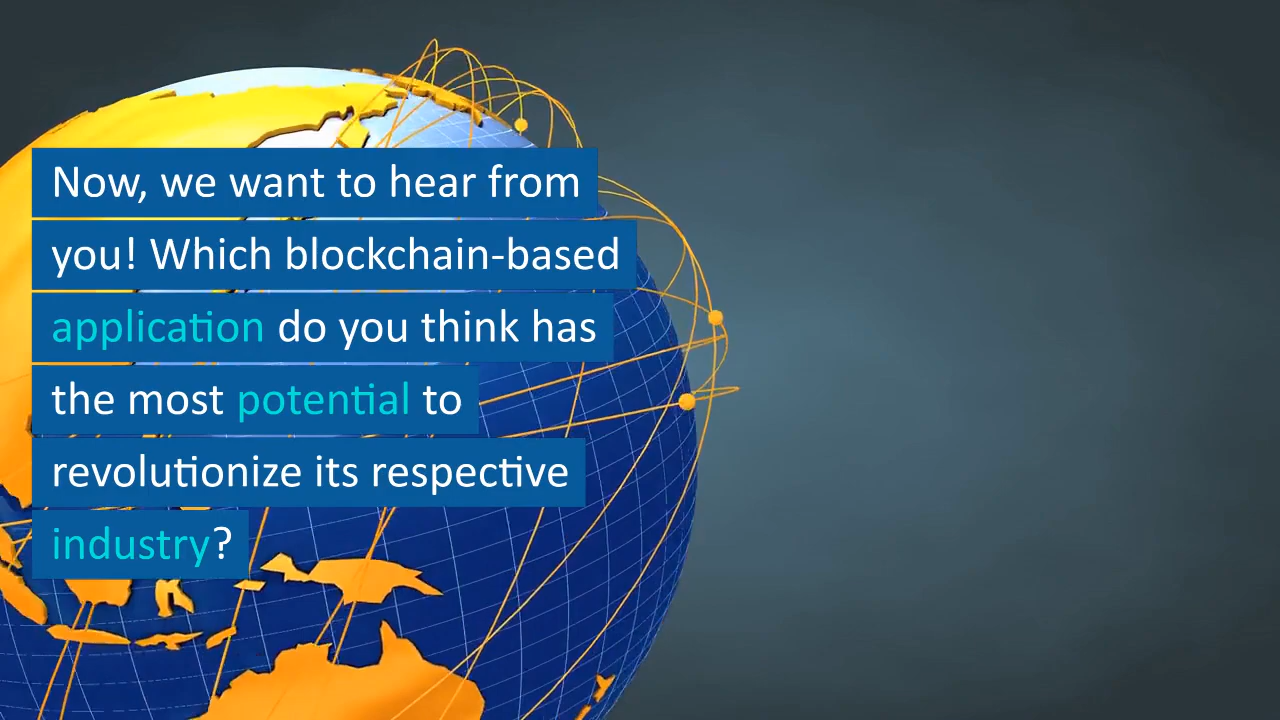 Now, we want to hear from
you! Which blockchain-based
application do you think has
the most potential to
revolutionize its respective
industry?